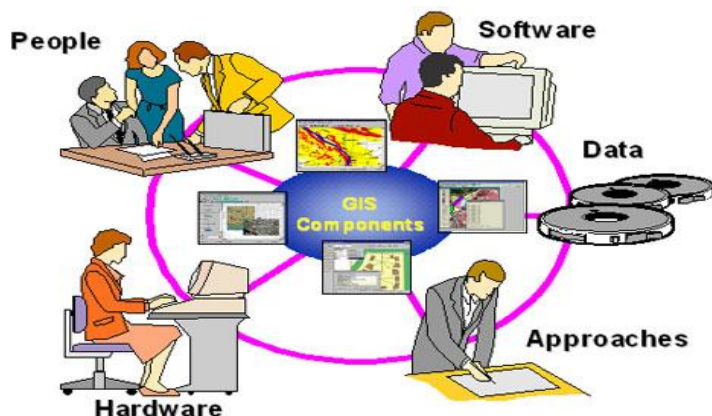 People
Software
Data
GIS
Components
Approaches
Hardware